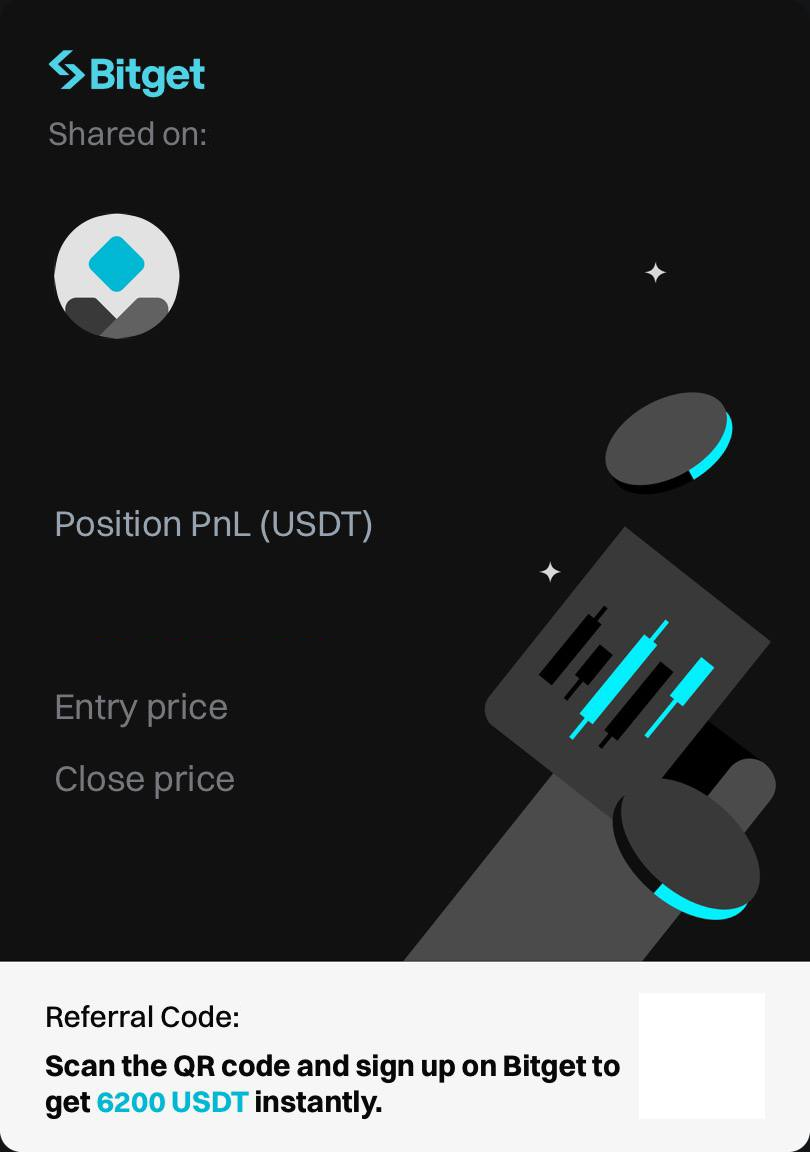 Bitget
Shared on:
Position PnL (USDT)
Entry price
Close price
Referral Code:
Scan the QR code and sign up on Bitget to
get 6200 USDT instantly.